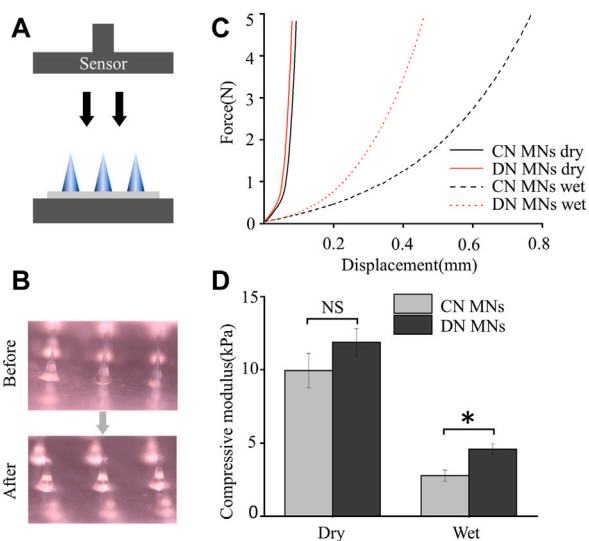 A
Sensor
B
Before
After
C
Force(N)
5
4
3
2
1
0
0.2
0.4
0.6
0.8
Displacement(mm)
CN MNs dry
DN MNs dry
CN MNs wet
DN MNs wet
D
Compressive modulus(kPa)
15
10
5
0
NS
*
CN MNs
DN MNs
Dry
Wet